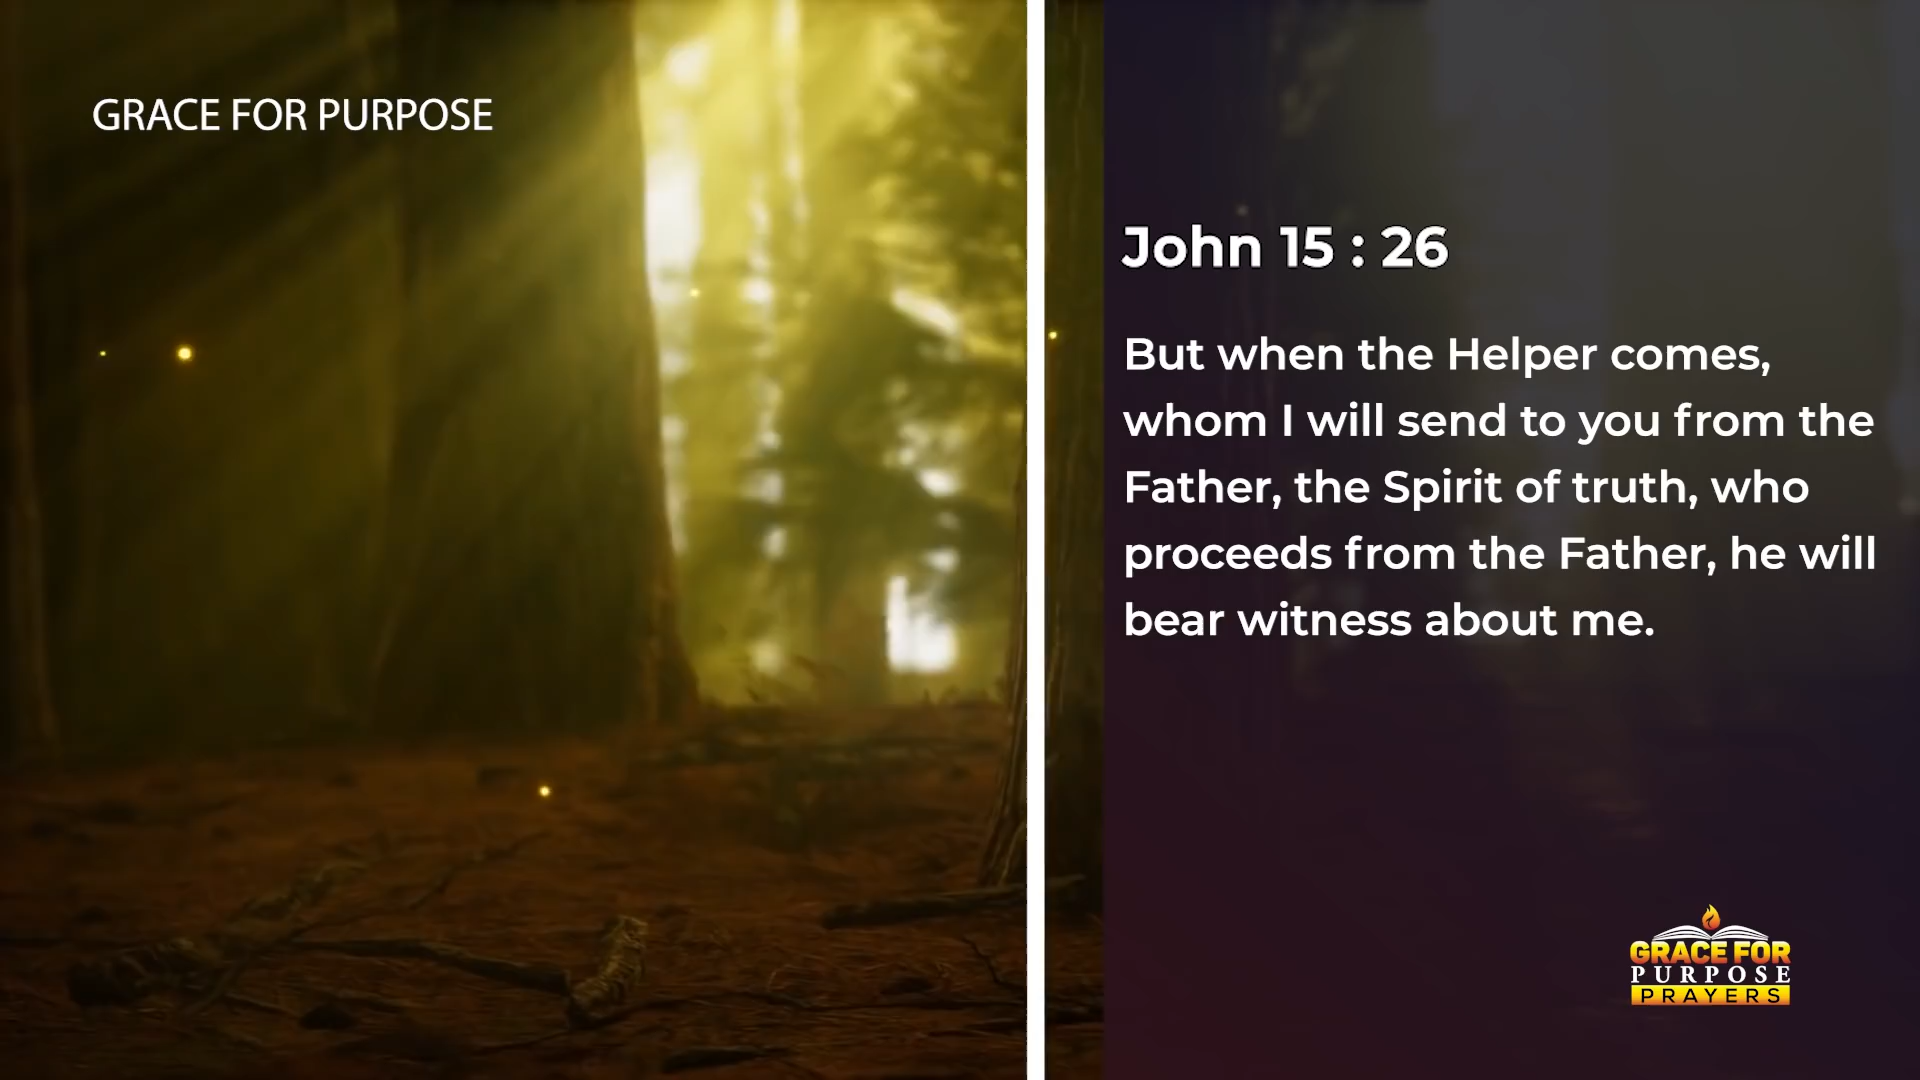 GRACE FOR PURPOSE
John 15 : 26
But when the Helper comes,
whom I will send to you from the
Father, the Spirit of truth, who
proceeds from the Father, he will
bear witness about me.
GRACE FOR
PURPOSE
PRAYERS